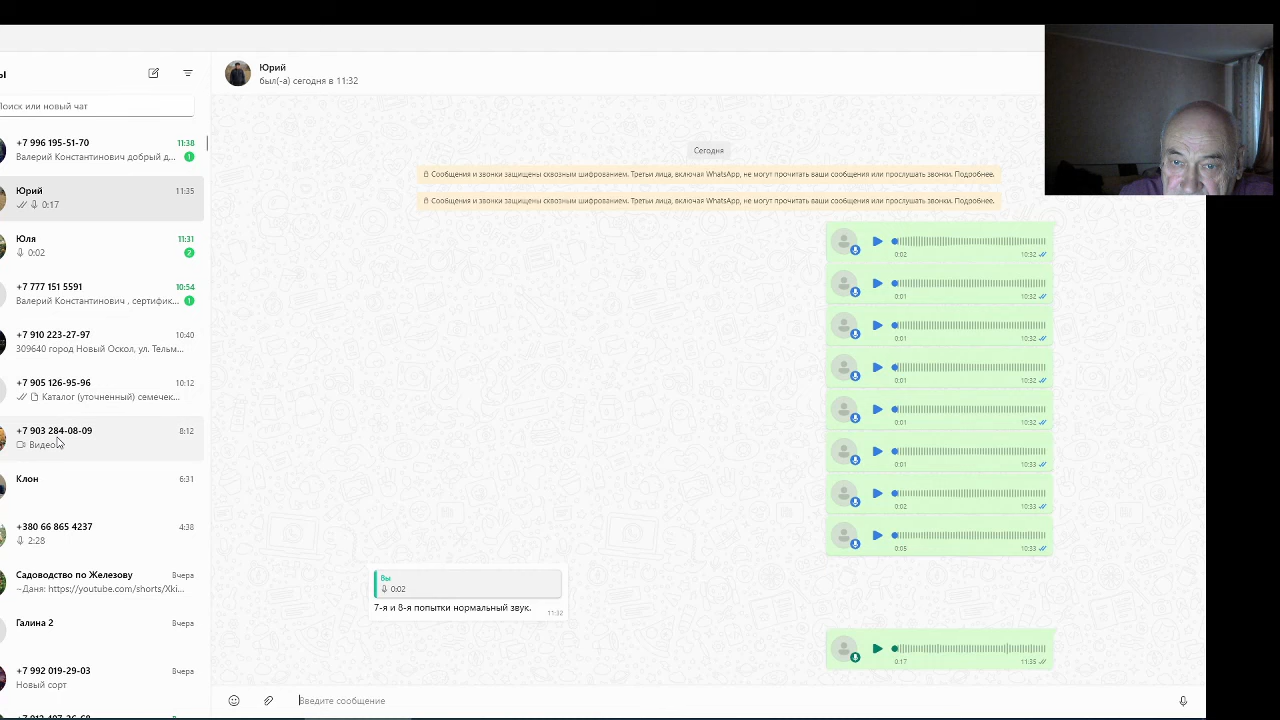 ы
Поиск или новый чат
+7 996 195-51-70 11:38
Валерий Константинович добрый д... 1
Юрий 11:35
0:17
Юля 11:31
0:02 2
+7 777 151 5591 10:54
Валерий Константинович , сертифик... 1
+7 910 223-27-97 10:40
309640 город Новый Оскол, ул. Тельм...
+7 905 126-95-96 10:12
Каталог (уточненный) семечек...
+7 903 284-08-09 8:12
Видео
Клон 6:31
+380 66 865 4237 4:38
2:28
Садоводство по Железову Вчера
~Даня: https://youtube.com/shorts/Xki...
Галина 2 Вчера
+7 992 019-29-03 Вчера
Новый сорт
Юрий
был(-а) сегодня в 11:32
Сегодня
Сообщения и звонки защищены сквозным шифрованием. Третьи лица, включая WhatsApp, не могут прочитать ваши сообщения или прослушать звонки. Подробнее.
Сообщения и звонки защищены сквозным шифрованием. Третьи лица, включая WhatsApp, не могут прочитать ваши сообщения или прослушать звонки. Подробнее.
0:02 10:32
0:01 10:32
0:01 10:32
0:01 10:32
0:01 10:32
0:01 10:33
0:02 10:33
0:05 10:33
Вы
0:02
7-я и 8-я попытки нормальный звук. 11:32
0:17 11:35
Введите сообщение